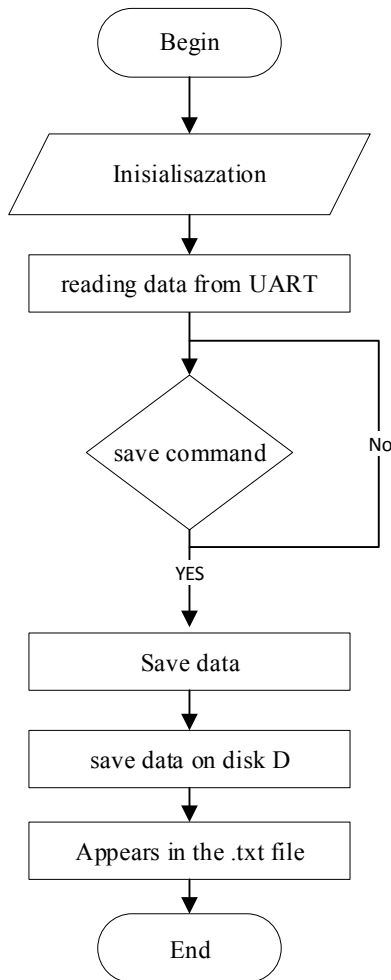 Begin
Inisialisazation
reading data from UART
save command
No
YES
Save data
save data on disk D
Appears in the .txt file
End